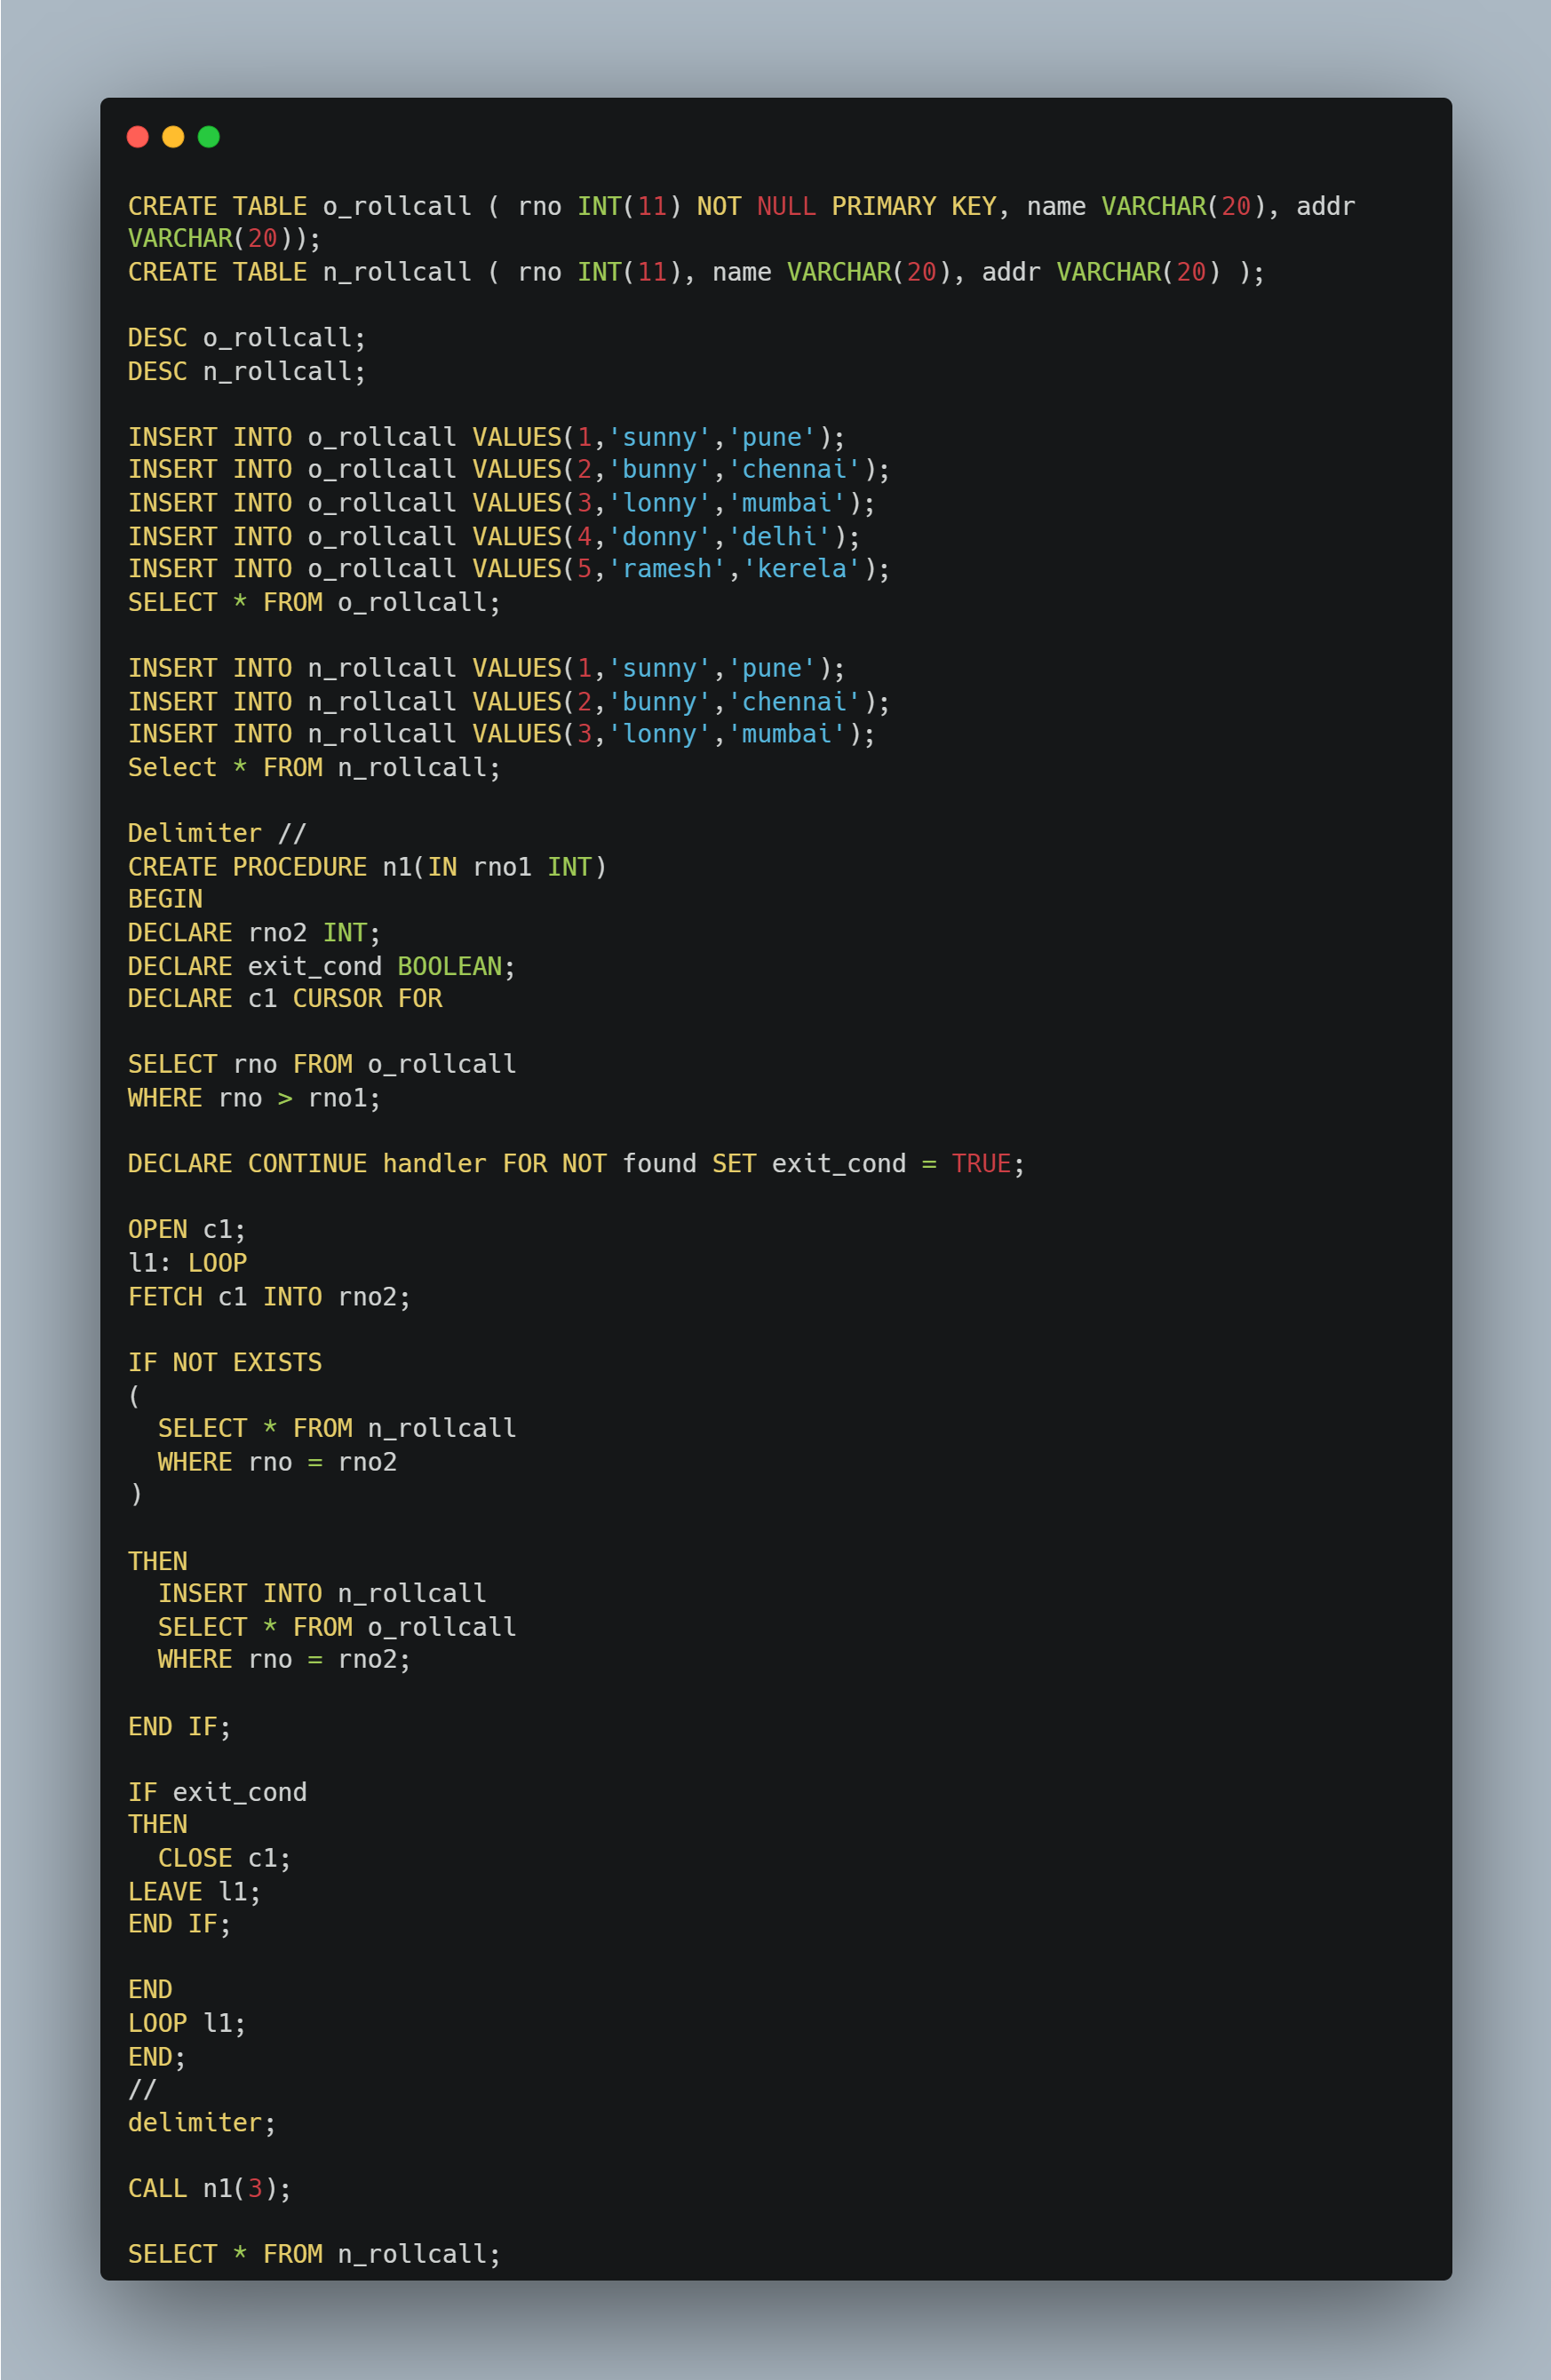 CREATE TABLE o_rollcall ( rno INT(11) NOT NULL PRIMARY KEY, name VARCHAR(20), addr
VARCHAR(20));
CREATE TABLE n_rollcall ( rno INT(11), name VARCHAR(20), addr VARCHAR(20) );
DESC o_rollcall;
DESC n_rollcall;
INSERT INTO o_rollcall VALUES(1,'sunny','pune');
INSERT INTO o_rollcall VALUES(2,'bunny','chennai');
INSERT INTO o_rollcall VALUES(3,'lonny','mumbai');
INSERT INTO o_rollcall VALUES(4,'donny','delhi');
INSERT INTO o_rollcall VALUES(5,'ramesh','kerela');
SELECT * FROM o_rollcall;
INSERT INTO n_rollcall VALUES(1,'sunny','pune');
INSERT INTO n_rollcall VALUES(2,'bunny','chennai');
INSERT INTO n_rollcall VALUES(3,'lonny','mumbai');
Select * FROM n_rollcall;
Delimiter //
CREATE PROCEDURE n1(IN rno1 INT)
BEGIN
DECLARE rno2 INT;
DECLARE exit_cond BOOLEAN;
DECLARE c1 CURSOR FOR
SELECT rno FROM o_rollcall
WHERE rno > rno1;
DECLARE CONTINUE handler FOR NOT found SET exit_cond = TRUE;
OPEN c1;
l1: LOOP
FETCH c1 INTO rno2;
IF NOT EXISTS
(
  SELECT * FROM n_rollcall
  WHERE rno = rno2
)
THEN
  INSERT INTO n_rollcall
  SELECT * FROM o_rollcall
  WHERE rno = rno2;
END IF;
IF exit_cond
THEN
  CLOSE c1;
LEAVE l1;
END IF;
END
LOOP l1;
END;
//
delimiter;
CALL n1(3);
SELECT * FROM n_rollcall;